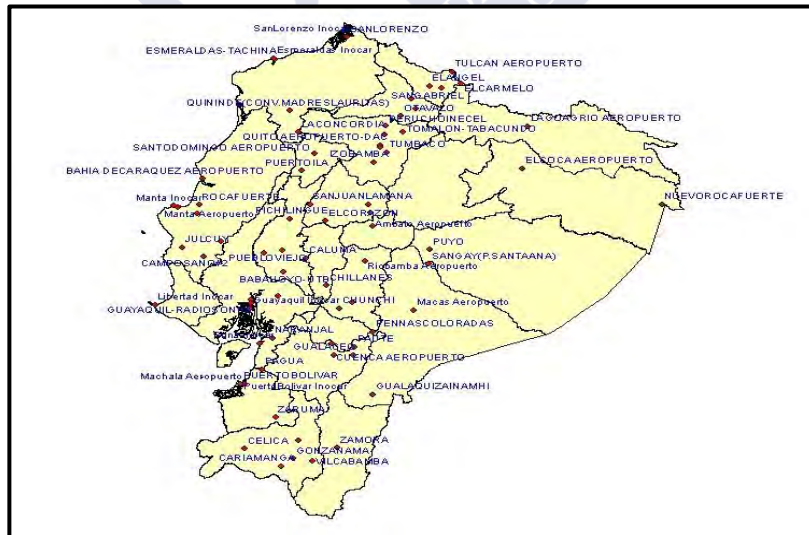 SanLorenzo Inocar
SANLORENZO
ESMERALDAS-TACHINA
Esmeraldas Inocar
TULCAN AEROPUERTO
ELANGEL
ELCARMELO
SANGABRIEL
QUININDE(CONV.MADRESLAURITAS)
OTAVALO
LACONCORDIA
LAGOAGRIO AEROPUERTO
TOMALON-TABACUNDO
QUITO AEROPUERTO-DAC
SANTODOMINGO AEROPUERTO
IZOBAMBA
TUMBACO
PUERTOILA
ELCOCA AEROPUERTO
BAHIA DECARAQUEZ AEROPUERTO
NUEVOROCAFUERTE
Manta Inocar
ROCAFUERTE
SANJUANLAMANA
Manta Aeropuerto
PICHILINGUE
ELCORAZON
Ambato Aeropuerto
JULCUY
CALUMA
PUYO
CAMPOSANO#2
PUEBLOVIEJO
SANGAY(P.SANTAANA)
Riobamba Aeropuerto
BABAHOYO-UTB
CHILLANES
Libertad Inocar
Guayaquil Inocar
CHUNCHI
Macas Aeropuerto
GUAYAQUIL-RADIOSONDA
PENNASCOLORADAS
NARANJAL
GUALACEO
PAUTE
CUENCA AEROPUERTO
PAGUA
Machala Aeropuerto
PUERTOBOLIVAR
PuertoBolivar Inocar
GUALAQUIZAINAMHI
ZARUMA
CELICA
ZAMORA
GONZANAMA
CARIAMANGA
VILCABAMBA